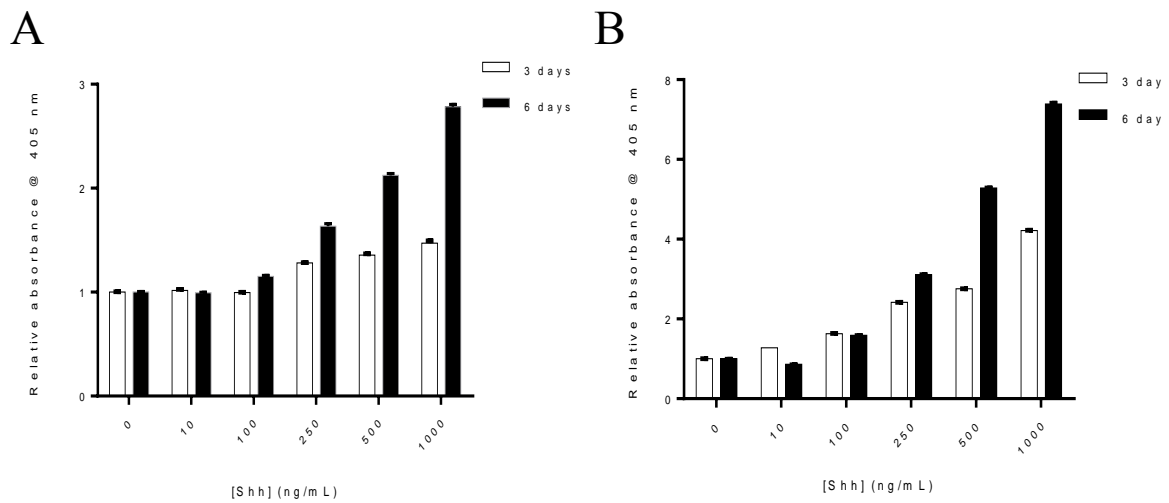 A
3 days
6 days
Relative absorbance @ 405 nm
3
2
1
0
0
10
100
250
500
1000
[Shh] (ng/mL)
B
3 day
6 day
Relative absorbance @ 405 nm
8
6
4
2
0
0
10
100
250
500
1000
[Shh] (ng/mL)